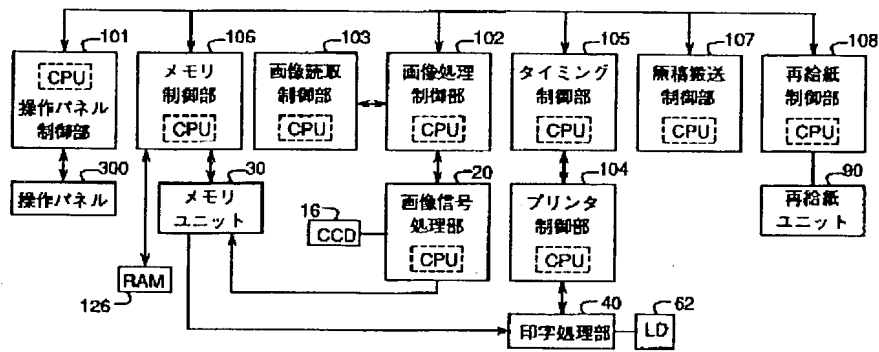 101
CPU
操作パネル
制御部
300
操作パネル
106
メモリ
制御部
CPU
30
メモリ
ユニット
RAM
126
103
画像読取
制御部
CPU
102
画像処理
制御部
CPU
20
画像信号
処理部
CPU
16
CCD
105
タイミング
制御部
CPU
104
プリンタ
制御部
CPU
40
印字処理部
62
LD
107
原稿搬送
制御部
CPU
108
再給紙
制御部
CPU
90
再給紙
ユニット